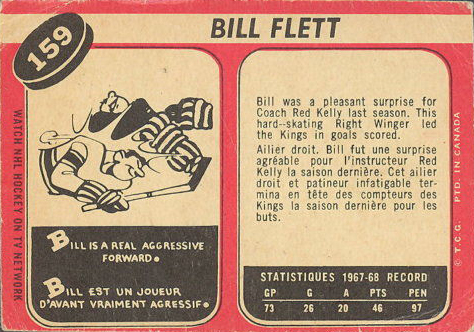 159
BILL FLETT
WATCH NHL HOCKEY ON TV NETWORK
BILL IS A REAL AGGRESSIVE
FORWARD.
BILL EST UN JOUEUR
D'AVANT VRAIMENT AGRESSIF.
Bill was a pleasant surprise for
Coach Red Kelly last season. This
hard--skating Right Winger led
the Kings in goals scored.
Ailier droit. Bill fut une surprise
agréable pour l'instructeur Red
Kelly la saison dernière. Cet ailier
droit et patineur infatigable termina
en tête des compteurs des
Kings la saison dernière pour les
buts.
STATISTIQUES 1967-68 RECORD
GP G A PTS PEN
73 26 20 46 97
© T.C.G. PTD. IN CANADA